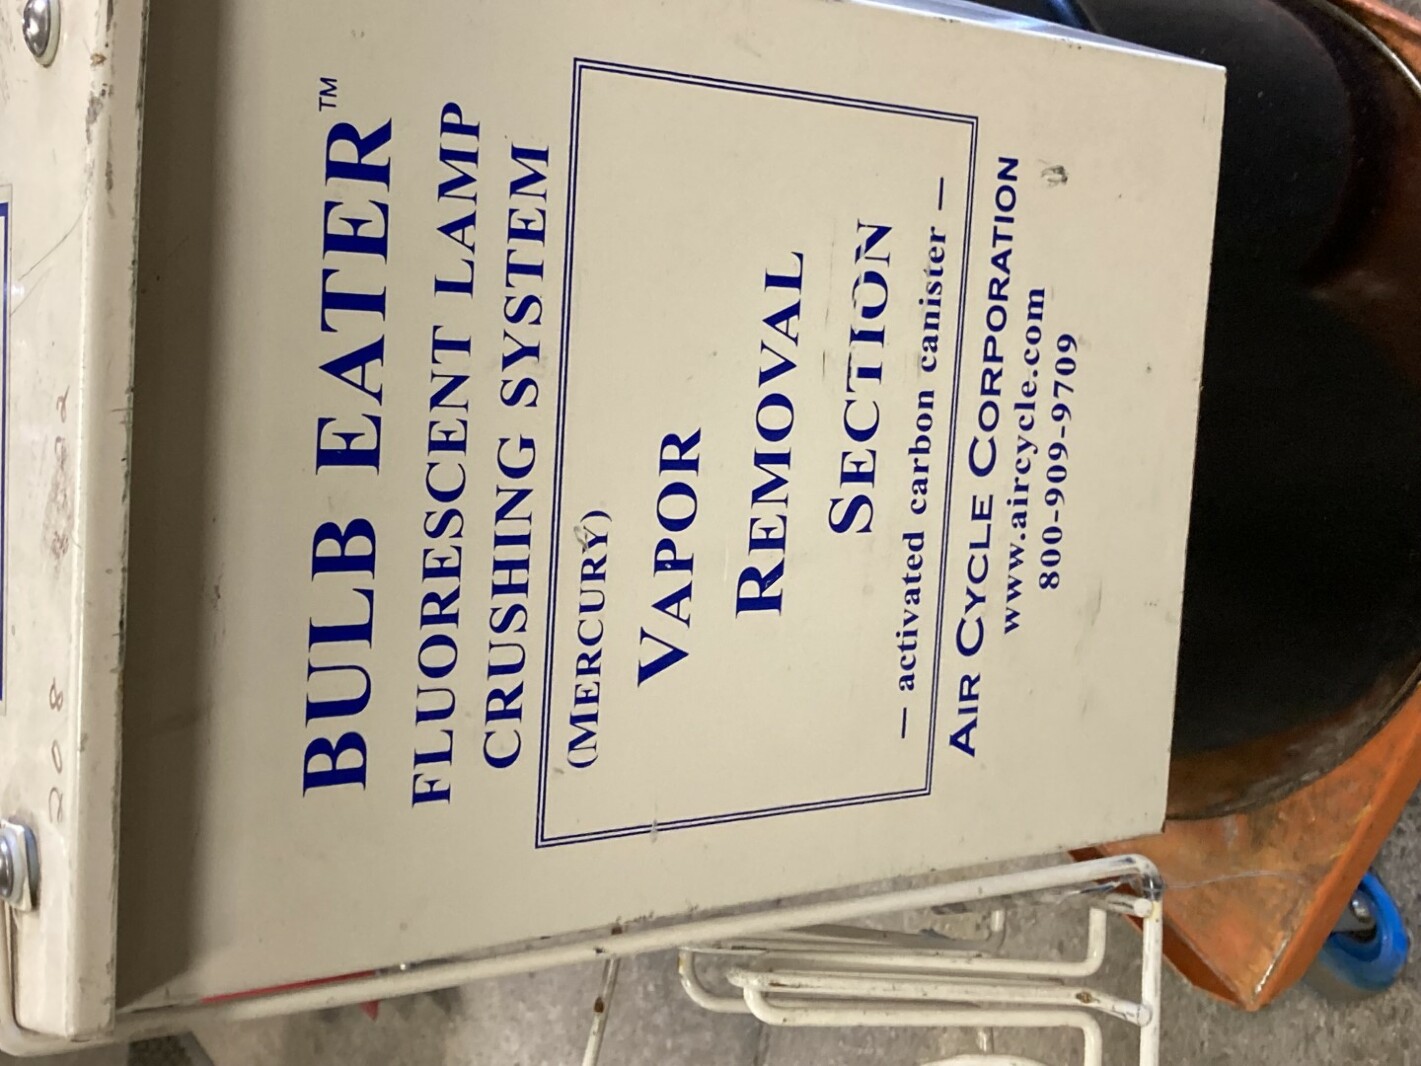 BULB EATER™
FLUORESCENT LAMP
CRUSHING SYSTEM
(MERCURY)
VAPOR
REMOVAL
SECTION
— activated carbon canister —
AIR CYCLE CORPORATION
www.aircycle.com
800-909-9709
208